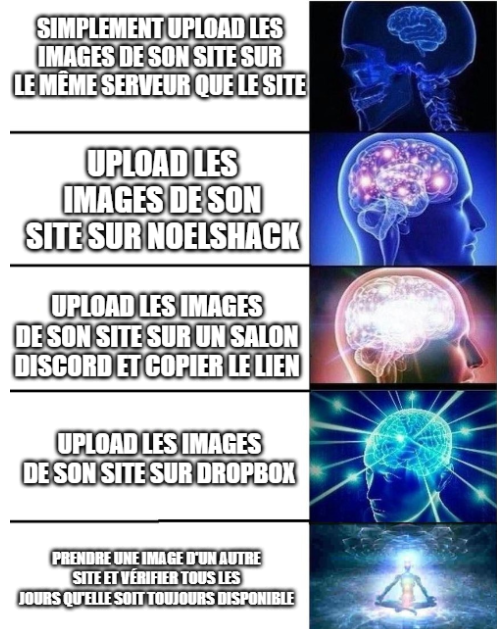 SIMPLEMENT UPLOAD LES
IMAGES DE SON SITE SUR
LE MÊME SERVEUR QUE LE SITE
UPLOAD LES
IMAGES DE SON
SITE SUR NOELSHACK
UPLOAD LES IMAGES
DE SON SITE SUR UN SALON
DISCORD ET COPIER LE LIEN
UPLOAD LES IMAGES
DE SON SITE SUR DROPBOX
PRENDRE UNE IMAGE D'UN AUTRE
SITE ET VÉRIFIER TOUS LES
JOURS QU'ELLE SOIT TOUJOURS DISPONIBLE